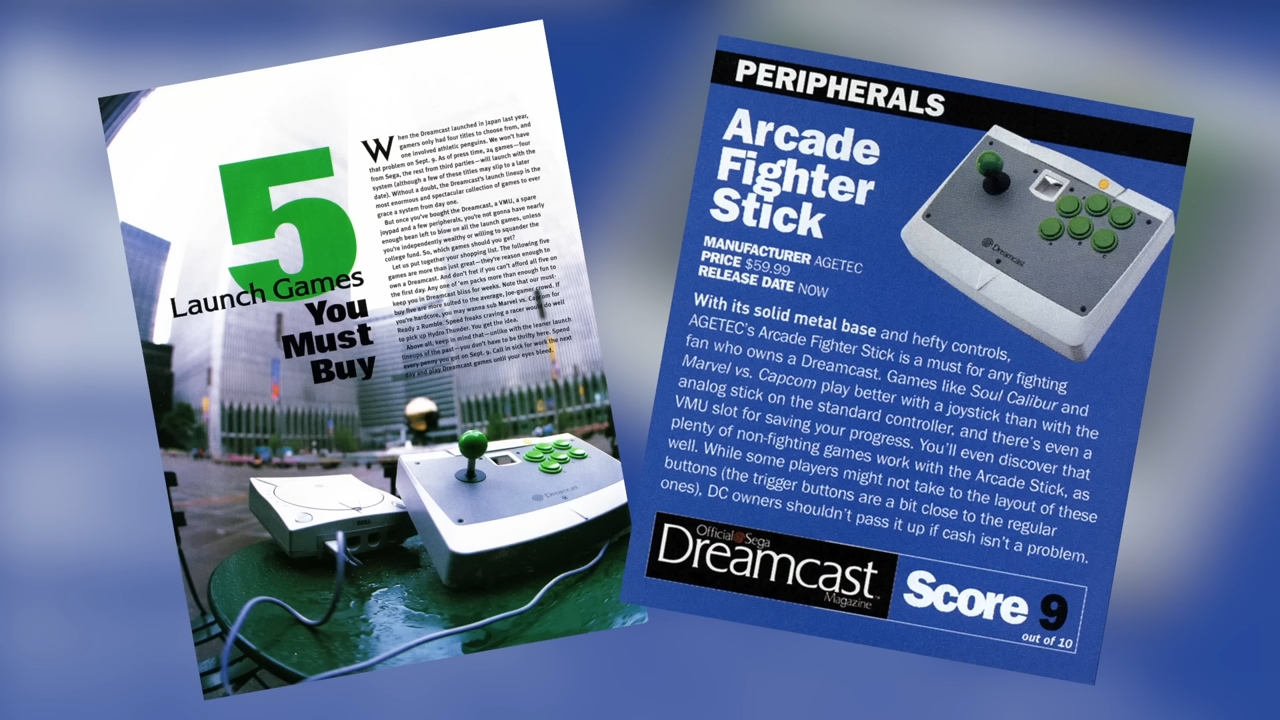 5
Launch Games
You
Must
Buy
When the Dreamcast launched in Japan last year,
gamers only had four titles to choose from, and
one involved athletic penguins. We won't have
that problem on Sept. 9. As of press time, 24 games—four
from Sega, the rest from third parties—will launch with the
system (although a few of these titles may slip to a later
date). Without a doubt, the Dreamcast's launch lineup is the
most enormous and spectacular collection of games to ever
grace a system from day one.
But once you've bought the Dreamcast, a VMU, a spare
joypad and a few peripherals, you're not gonna have nearly
enough bean left to blow on all the launch games, unless
you're independently wealthy or willing to squander the
college fund. So, which games should you get?
Let us put together your shopping list. The following five
games are more than just great—they're reason enough to
own a Dreamcast. And don't fret if you can't afford all five on
the first day. Any one of 'em packs more than enough fun to
keep you in Dreamcast bliss for weeks. Note that our must-
buy five are more suited to the average, Joe-gamer crowd. If
you're hardcore, you may wanna sub Marvel vs. Capcom for
Ready 2 Rumble. Speed freaks craving a racer would do well
to pick up Hydro Thunder. You get the idea.
Above all, keep in mind that—unlike with the leaner launch
lineups of the past—you don't have to be thrifty here. Spend
every penny you got on Sept. 9. Call in sick for work the next
day and play Dreamcast games until your eyes bleed.
SEGA
Dreamcast
PERIPHERALS
Arcade
Fighter
Stick
MANUFACTURER AGETEC
PRICE $59.99
RELEASE DATE NOW
Dreamcast
With its solid metal base and hefty controls,
AGETEC's Arcade Fighter Stick is a must for any fighting
fan who owns a Dreamcast. Games like Soul Calibur and
Marvel vs. Capcom play better with a joystick than with the
analog stick on the standard controller, and there's even a
VMU slot for saving your progress. You'll even discover that
plenty of non-fighting games work with the Arcade Stick, as
well. While some players might not take to the layout of these
buttons (the trigger buttons are a bit close to the regular
ones), DC owners shouldn't pass it up if cash isn't a problem.
Official Sega
Dreamcast
Magazine
Score 9
out of 10